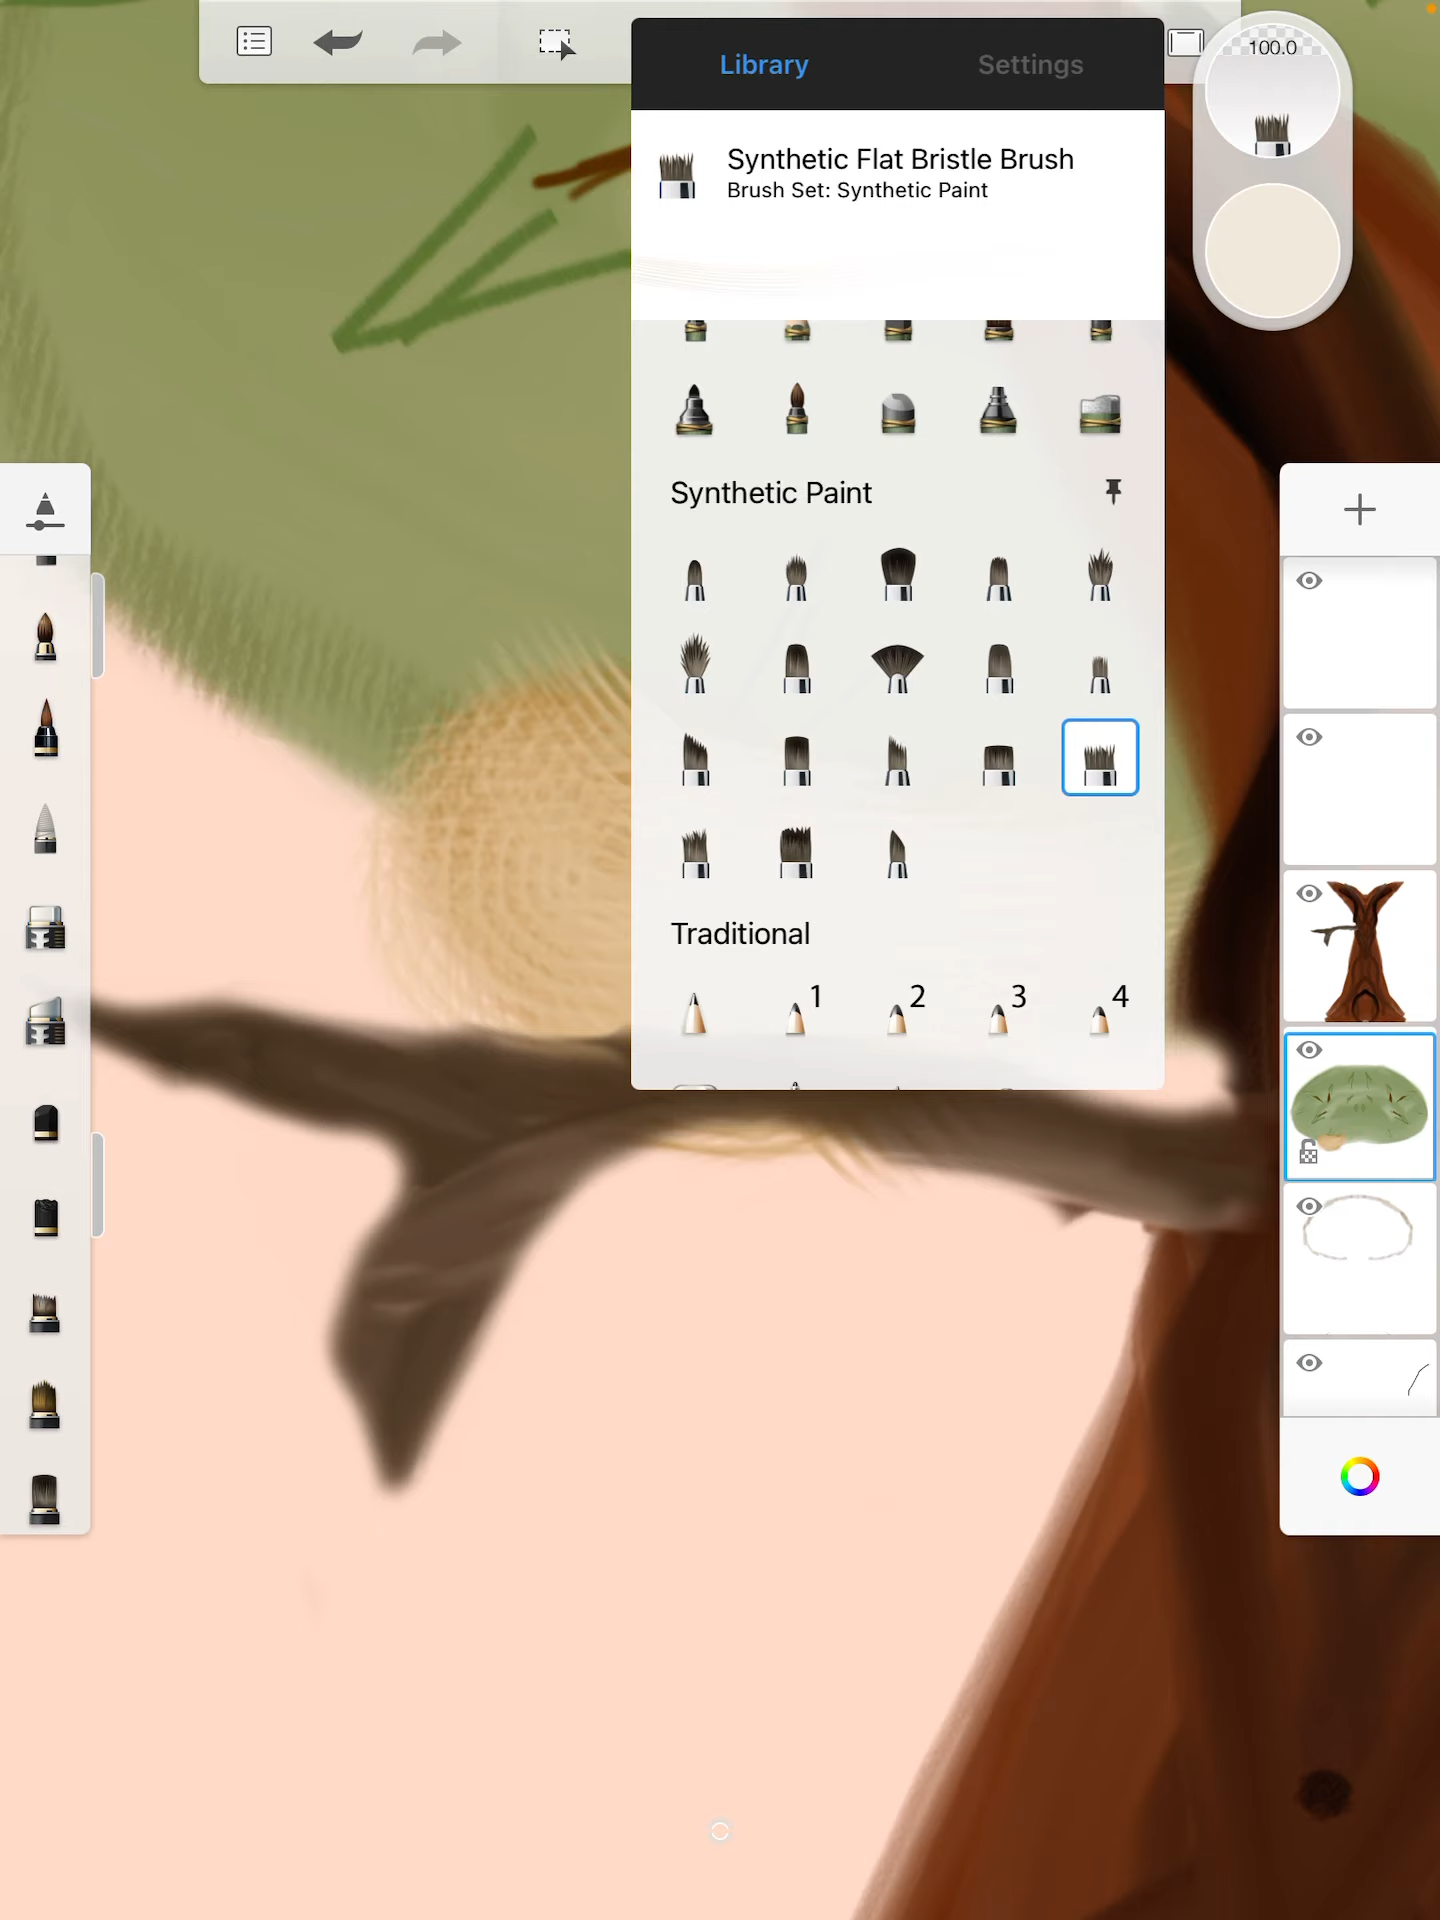 Library
Settings
100.0
Synthetic Flat Bristle Brush
Brush Set: Synthetic Paint
Synthetic Paint
Traditional
1
2
3
4